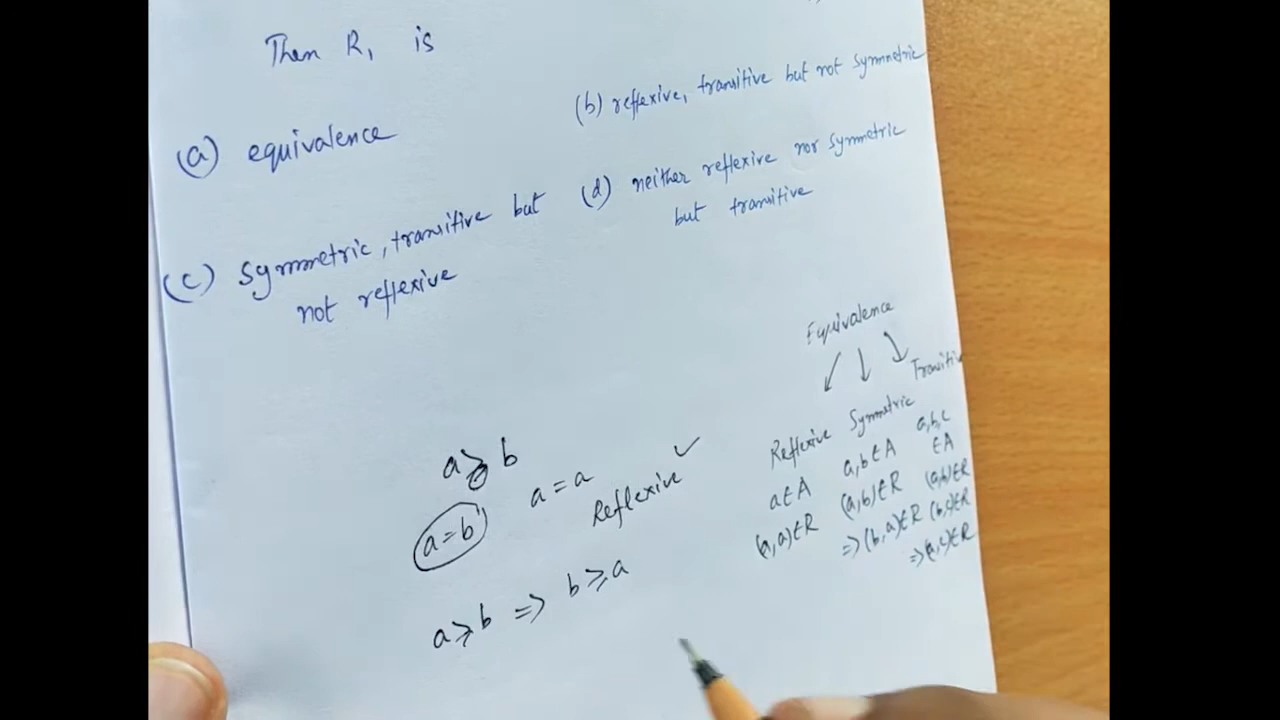 Then R, is
(a) equivalence
(b) reflexive, transitive but not symmetric
(c) symmetric, transitive but
not reflexive
(d) neither reflexive nor symmetric
but transitive
Equivalence
Reflexive Symmetric Transitiv
a∈A a,b∈A a,b,c
∈A
(a,a)∈R (a,b)∈R (a,b)∈R
⇒(b,a)∈R (b,c)∈R
⇒(a,c)∈R
a⩾b
a=b a=a
Reflexive ✓
a⩾b ⇒ b⩾a